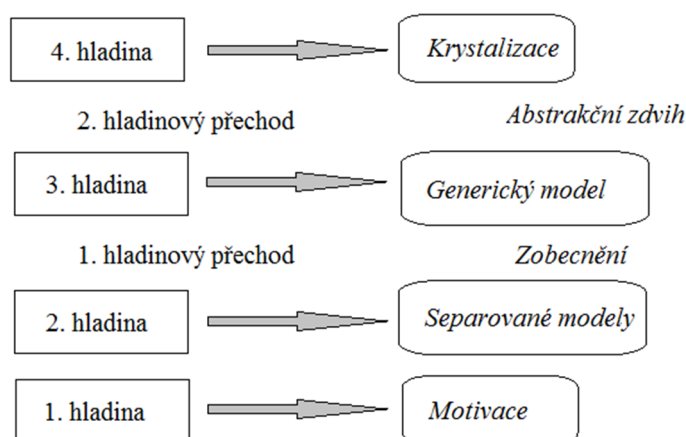 4. hladina
Krystalizace
2. hladinový přechod
Abstrakční zdvih
3. hladina
Generický model
1. hladinový přechod
Zobecnění
2. hladina
Separované modely
1. hladina
Motivace